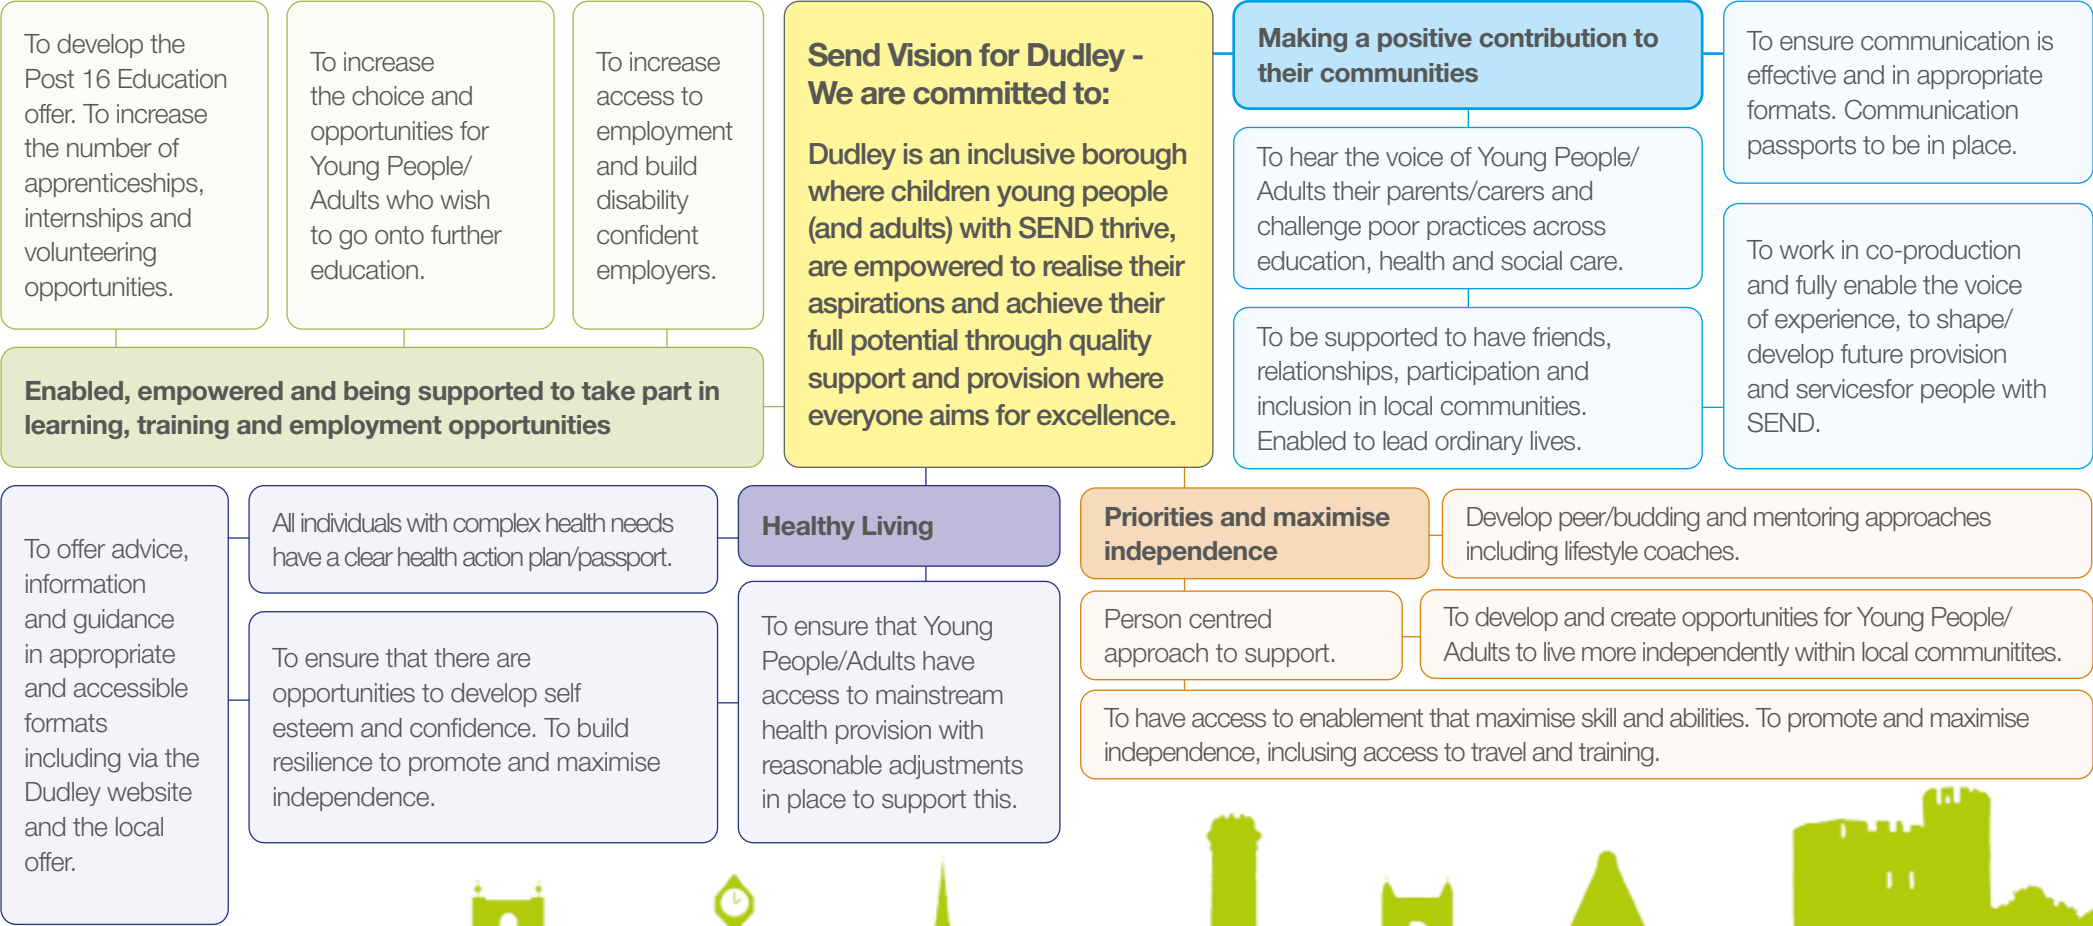 To develop the
Post 16 Education
offer. To increase
the number of
apprenticeships,
internships and
volunteering
opportunities.
To increase
the choice and
opportunities for
Young People/
Adults who wish
to go onto further
education.
To increase
access to
employment
and build
disability
confident
employers.
Enabled, empowered and being supported to take part in
learning, training and employment opportunities
Send Vision for Dudley -
We are committed to:
Dudley is an inclusive borough
where children young people
(and adults) with SEND thrive,
are empowered to realise their
aspirations and achieve their
full potential through quality
support and provision where
everyone aims for excellence.
Making a positive contribution to
their communities
To hear the voice of Young People/
Adults their parents/carers and
challenge poor practices across
education, health and social care.
To be supported to have friends,
relationships, participation and
inclusion in local communities.
Enabled to lead ordinary lives.
To ensure communication is
effective and in appropriate
formats. Communication
passports to be in place.
To work in co-production
and fully enable the voice
of experience, to shape/
develop future provision
and servicesfor people with
SEND.
To offer advice,
information
and guidance
in appropriate
and accessible
formats
including via the
Dudley website
and the local
offer.
All individuals with complex health needs
have a clear health action plan/passport.
To ensure that there are
opportunities to develop self
esteem and confidence. To build
resilience to promote and maximise
independence.
Healthy Living
To ensure that Young
People/Adults have
access to mainstream
health provision with
reasonable adjustments
in place to support this.
Priorities and maximise
independence
Develop peer/budding and mentoring approaches
including lifestyle coaches.
Person centred
approach to support.
To develop and create opportunities for Young People/
Adults to live more independently within local communitites.
To have access to enablement that maximise skill and abilities. To promote and maximise
independence, inclusing access to travel and training.